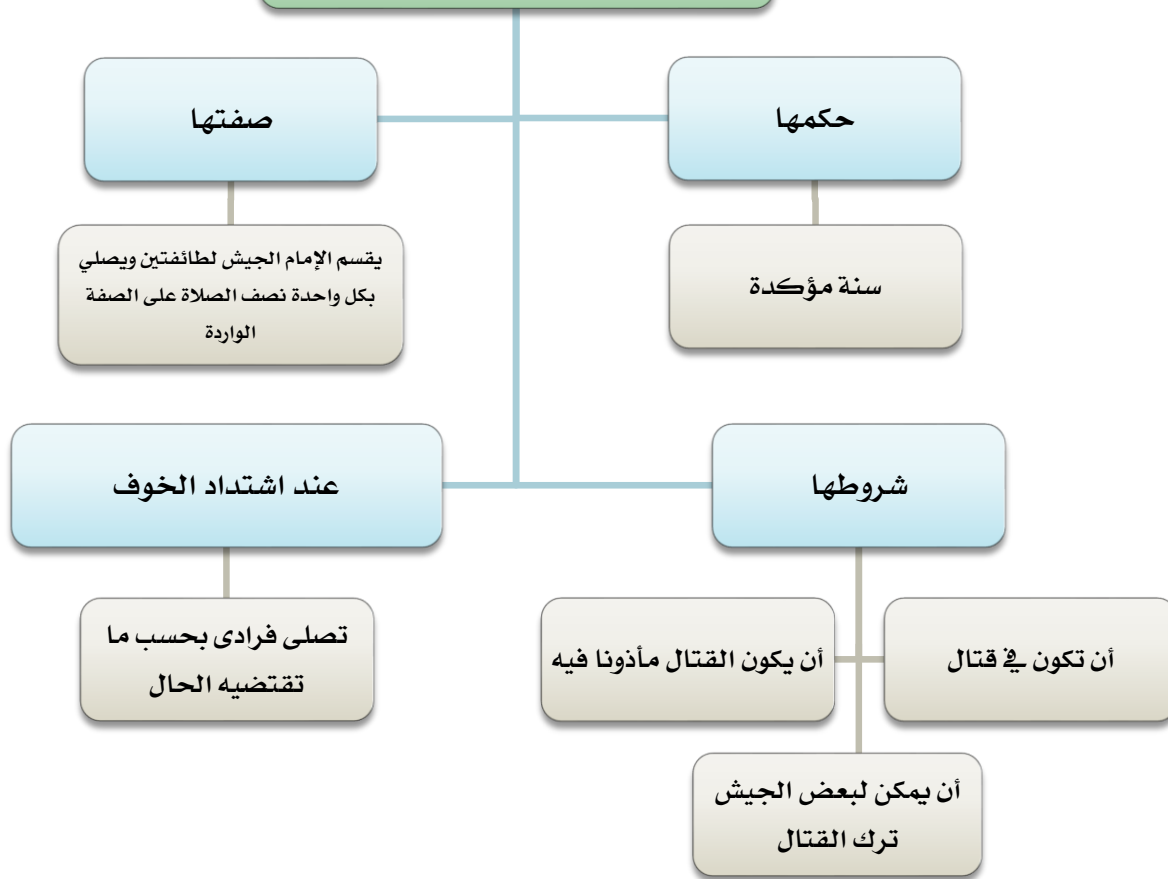 حكمها
صفتها
سنة مؤكدة
يقسم الإمام الجيش لطائفتين ويصلي
بكل واحدة نصف الصلاة على الصفة
الواردة
شروطها
عند اشتداد الخوف
أن تكون في قتال
أن يكون القتال مأذونا فيه
أن يمكن لبعض الجيش
ترك القتال
تصلى فرادى بحسب ما
تقتضيه الحال